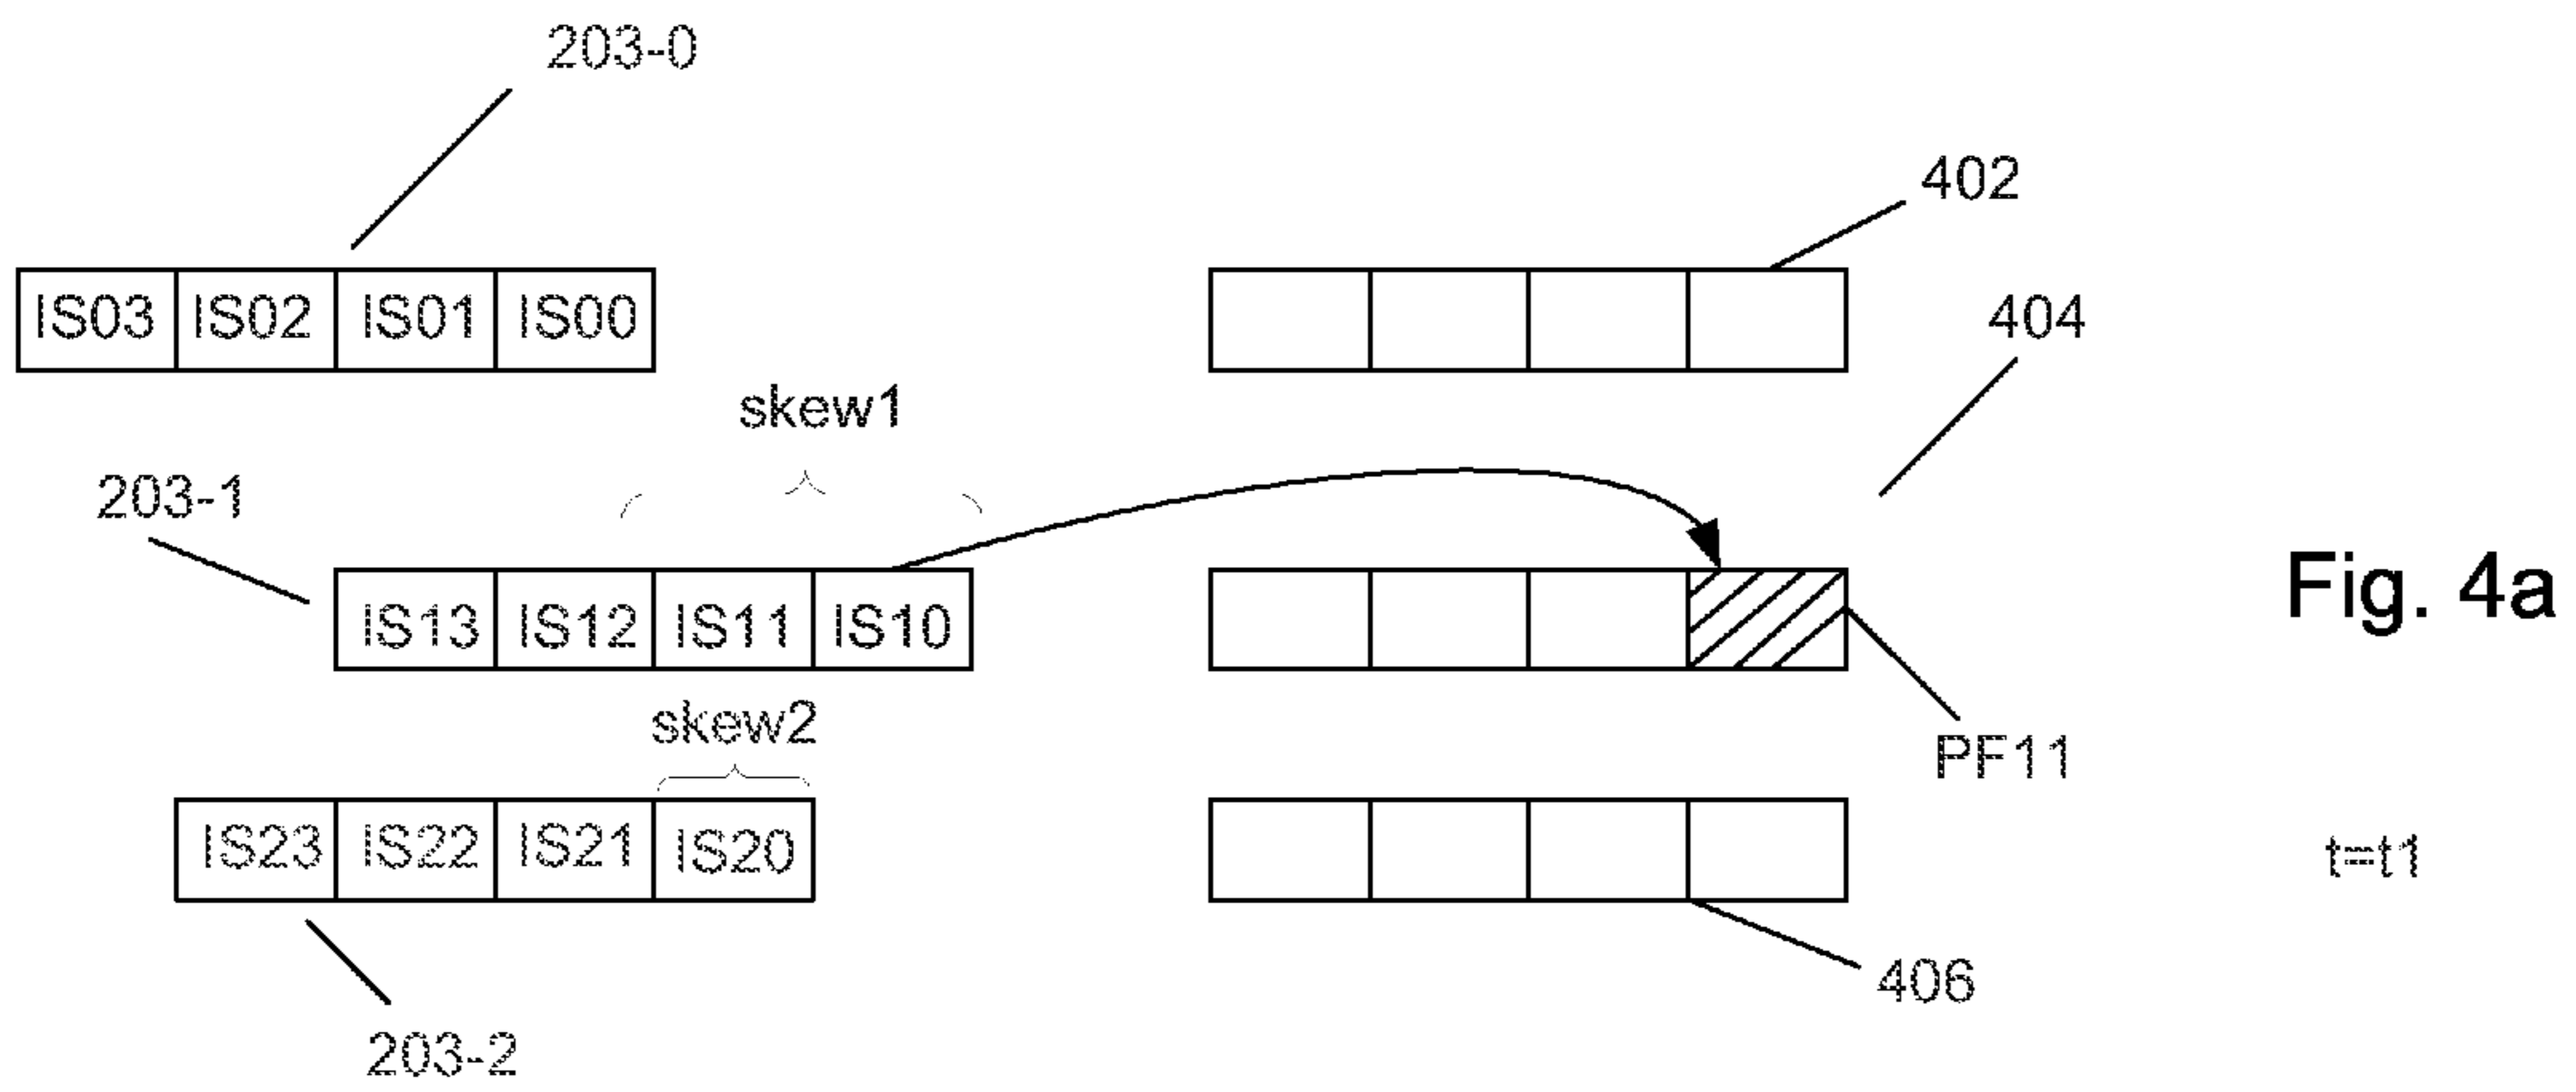 203-0
402
IS03 IS02 IS01 IS00
404
skew1
203-1
Fig. 4a
IS13 IS12 IS11 IS10
skew2
PF11
IS23 IS22 IS21 IS20
t=t1
406
203-2